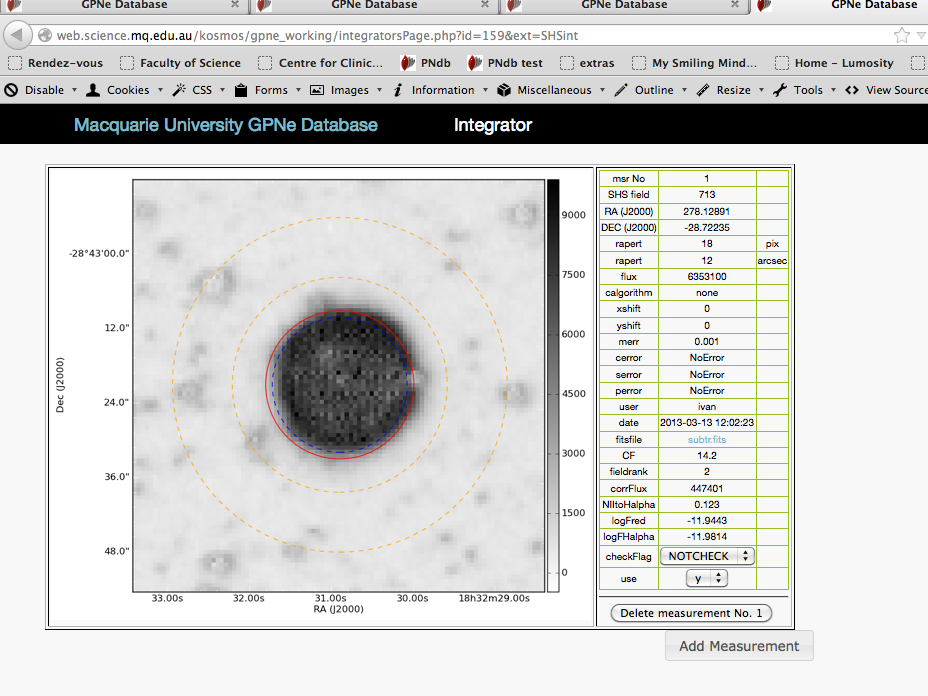 GPNe Database
GPNe Database
GPNe Database
GPNe Database
web.science.mq.edu.au/kosmos/gpne_working/integratorsPage.php?id=159&ext=SHSint
Rendez-vous Faculty of Science Centre for Clinic... PNdb PNdb test extras My Smiling Mind... Home – Lumosity
Disable Cookies CSS Forms Images Information Miscellaneous Outline Resize Tools View Source
Macquarie University GPNe Database Integrator
-28°43'00.0"
12.0"
24.0"
36.0"
48.0"
Dec (J2000)
33.00s 32.00s 31.00s 30.00s 18h32m29.00s
RA (J2000)
9000
7500
6000
4500
3000
1500
0
msr No 1
SHS field 713
RA (J2000) 278.12891
DEC (J2000) -28.72235
rapert 18 pix
rapert 12 arcsec
flux 6353100
calgorithm none
xshift 0
yshift 0
merr 0.001
cerror NoError
serror NoError
perror NoError
user ivan
date 2013-03-13 12:02:23
fitsfile subtr.fits
CF 14.2
fieldrank 2
corrFlux 447401
NIItoHalpha 0.123
logFred -11.9443
logFHalpha -11.9814
checkFlag NOTCHECK
use y
Delete measurement No. 1
Add Measurement